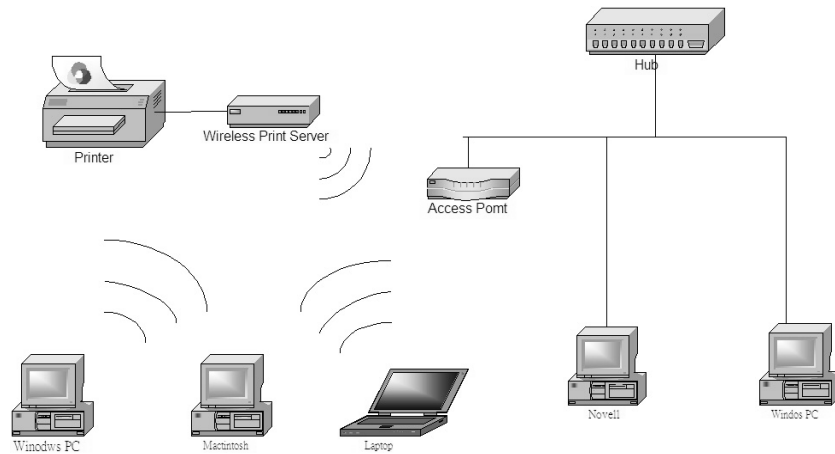 Hub
Wireless Print Server
Printer
Access Pomt
Winodws PC
Mactintosh
Laptop
Novell
Windos PC